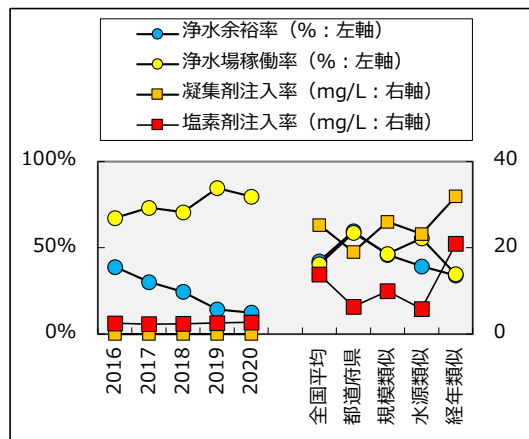 浄水余裕率（%：左軸）
浄水場稼働率（%：左軸）
凝集剤注入率（mg/L：右軸）
塩素剤注入率（mg/L：右軸）
100%
50%
0%
40
20
0
2016
2017
2018
2019
2020
全国平均
都道府県
規模類似
水源類似
経年類似